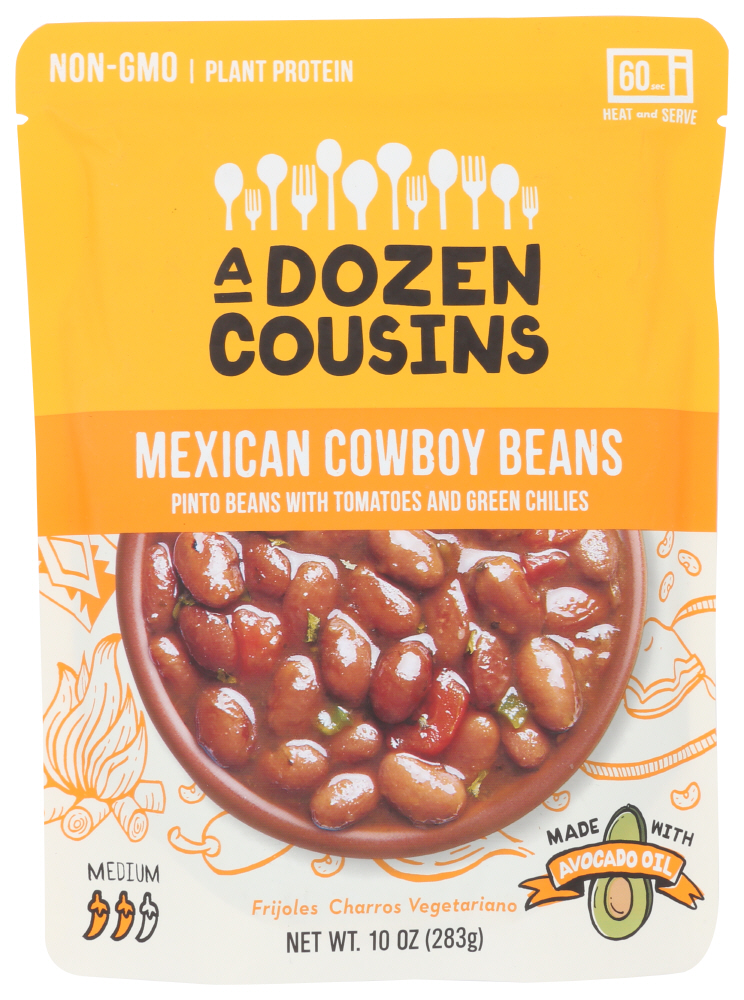 NON-GMO | PLANT PROTEIN
60 sec
HEAT and SERVE
A DOZEN
COUSINS
MEXICAN COWBOY BEANS
PINTO BEANS WITH TOMATOES AND GREEN CHILIES
MADE WITH
AVOCADO OIL
MEDIUM
Frijoles Charros Vegetariano
NET WT. 10 OZ (283g)